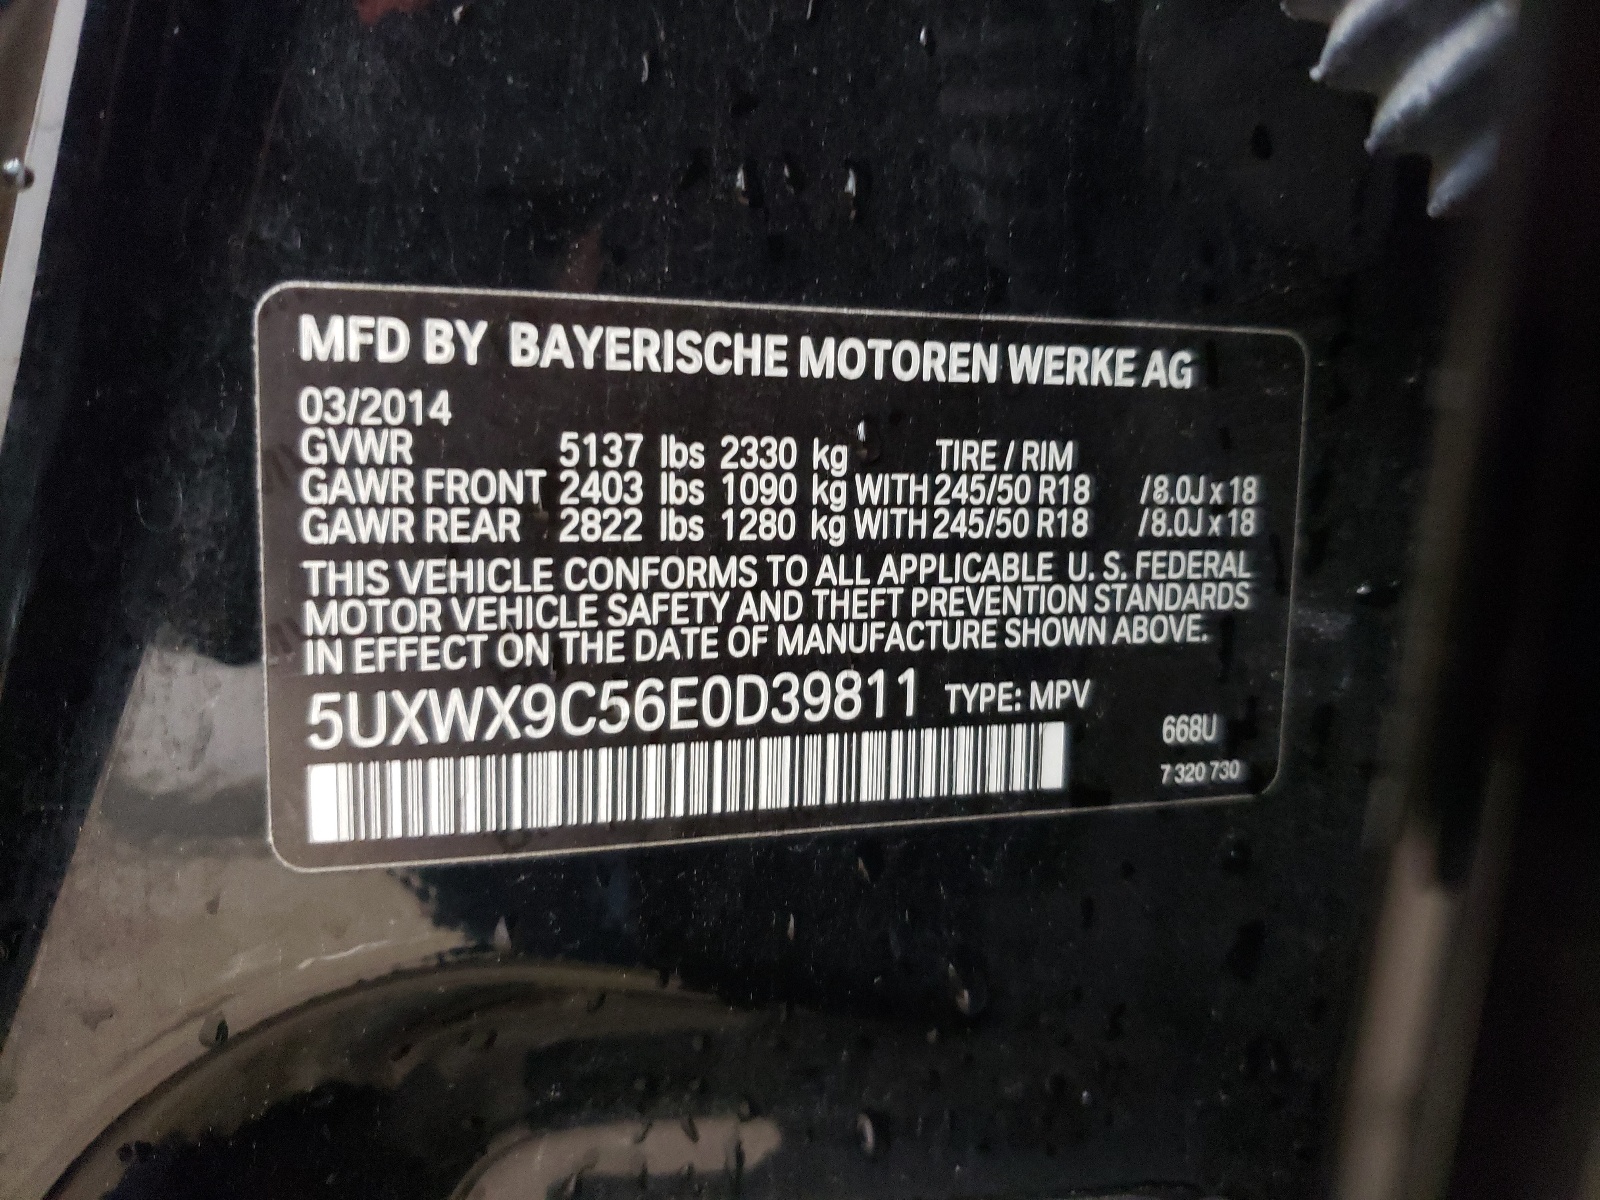 MFD BY BAYERISCHE MOTOREN WERKE AG
03/2014
GVWR 5137 lbs 2330 kg TIRE / RIM
GAWR FRONT 2403 lbs 1090 kg WITH 245/50 R18 /8.0J x 18
GAWR REAR 2822 lbs 1280 kg WITH 245/50 R18 /8.0J x 18
THIS VEHICLE CONFORMS TO ALL APPLICABLE U. S. FEDERAL
MOTOR VEHICLE SAFETY AND THEFT PREVENTION STANDARDS
IN EFFECT ON THE DATE OF MANUFACTURE SHOWN ABOVE.
5UXWX9C56E0D39811 TYPE: MPV
668U
7 320 730